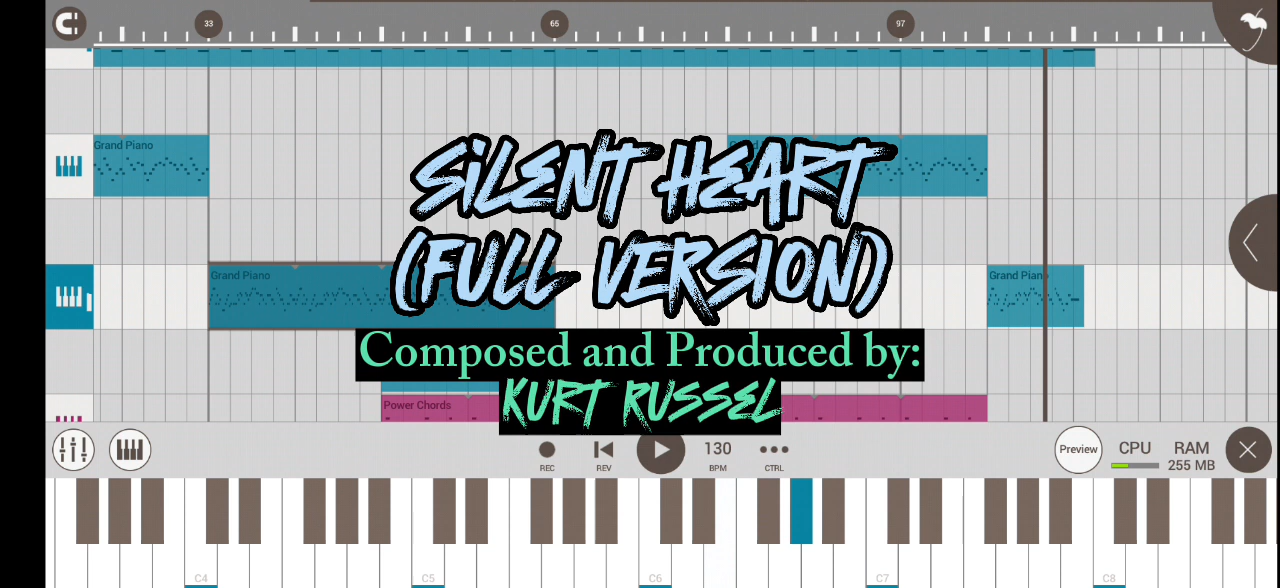 33 65 97
Grand Piano
SILENT HEART
(FULL VERSION)
Grand Piano
Grand Piano
Composed and Produced by:
KURT RUSSEL
Power Chords
130
Preview CPU RAM
REC REV BPM CTRL 255 MB
C4 C5 C6 C7 C8